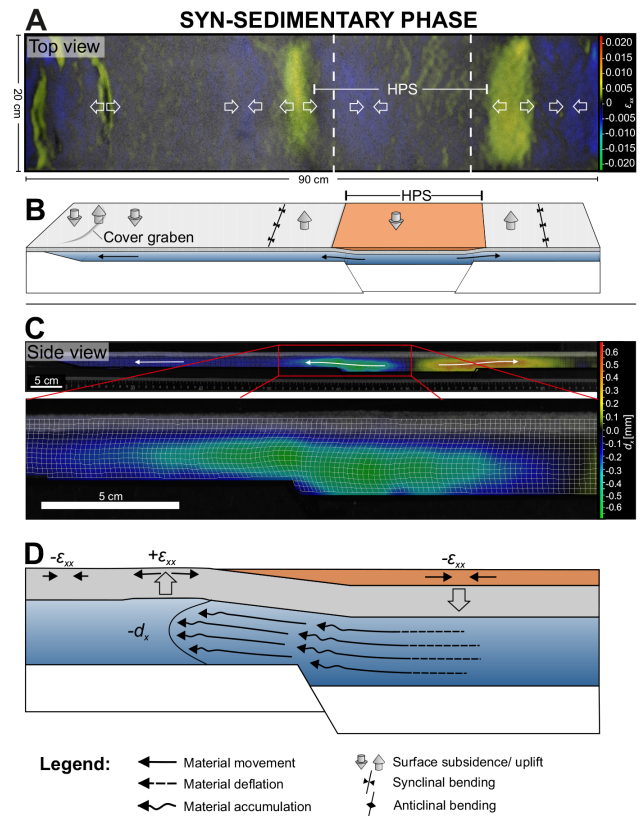 SYN-SEDIMENTARY PHASE
A
Top view
HPS
20 cm
90 cm
0.020
0.015
0.010
0.005
0
-0.005
-0.010
-0.015
-0.020
εxx
B
HPS
Cover graben
C
Side view
5 cm
5 cm
0.6
0.5
0.4
0.3
0.2
0.1
0.0
-0.1
-0.2
-0.3
-0.4
-0.5
-0.6
dx [mm]
D
-εxx
+εxx
-εxx
-dx
Legend:
Material movement
Material deflation
Material accumulation
Surface subsidence/ uplift
Synclinal bending
Anticlinal bending